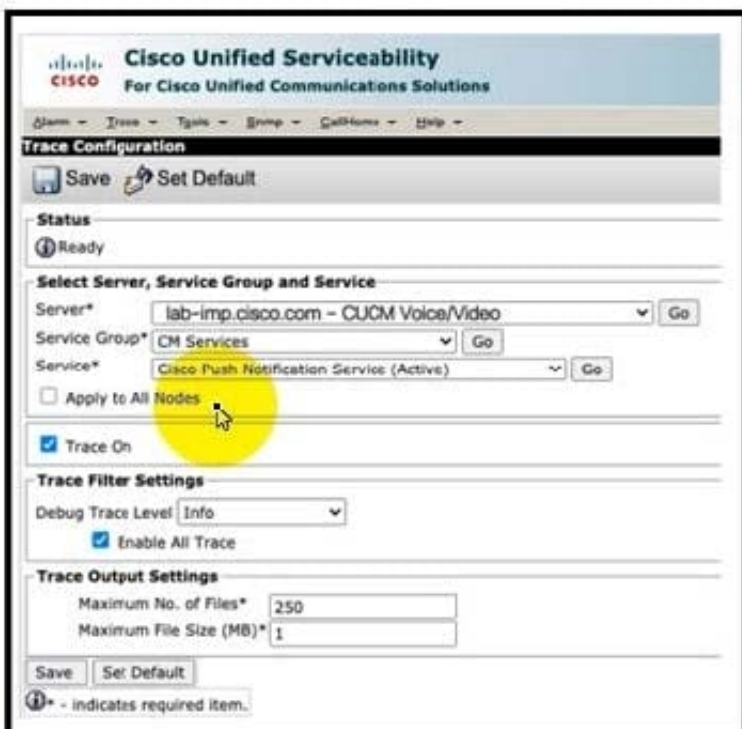 CISCO
Cisco Unified Serviceability
For Cisco Unified Communications Solutions
Alarm Trace Tools Snmp CallHome Help
Trace Configuration
Save Set Default
Status
Ready
Select Server, Service Group and Service
Server* lab-imp.cisco.com – CUCM Voice/Video Go
Service Group* CM Services Go
Service* Cisco Push Notification Service (Active) Go
Apply to All Nodes
Trace On
Trace Filter Settings
Debug Trace Level Info
Enable All Trace
Trace Output Settings
Maximum No. of Files* 250
Maximum File Size (MB)* 1
Save Set Default
* - indicates required item.